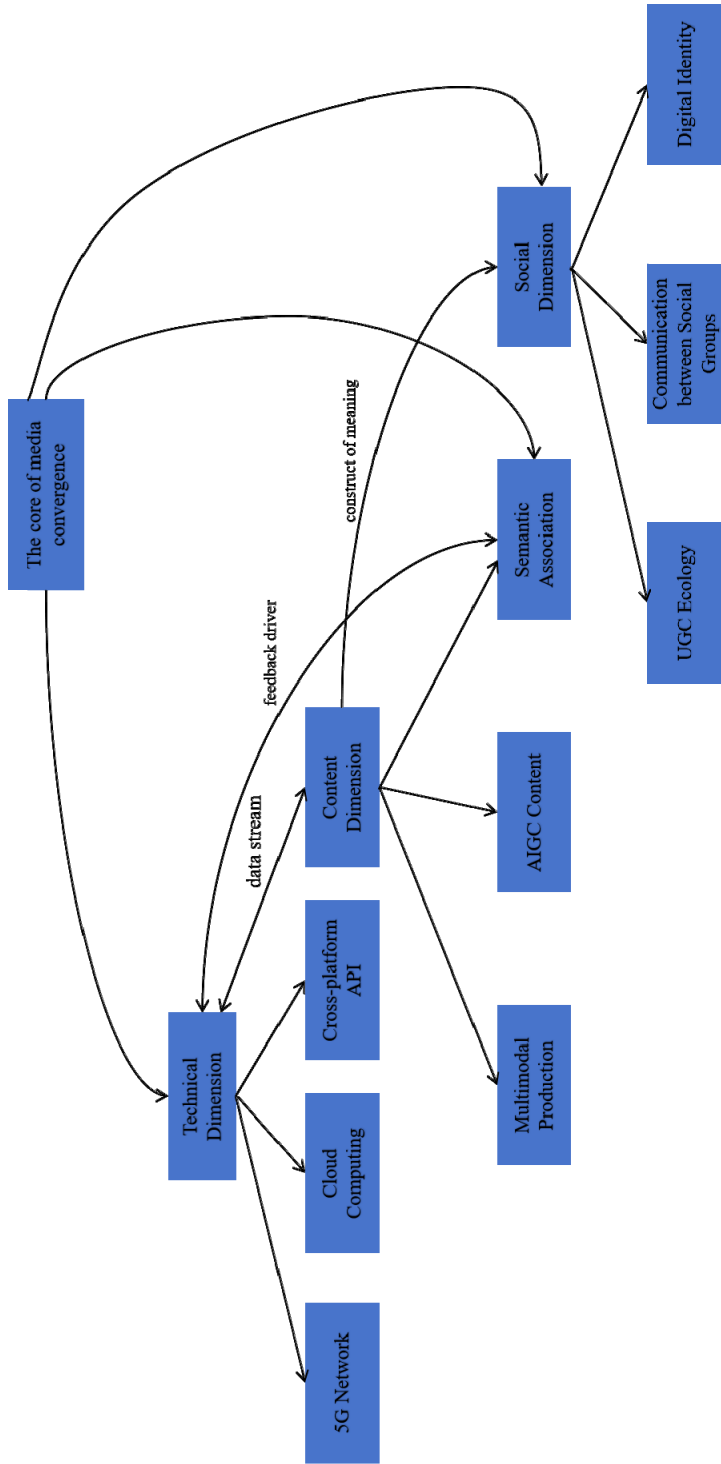 The core of media
convergence
Technical
Dimension
feedback driver
data stream
construct of meaning
5G Network
Cloud
Computing
Cross-platform
API
Content
Dimension
Multimodal
Production
AIGC Content
Semantic
Association
Social
Dimension
UGC Ecology
Communication
between Social
Groups
Digital Identity